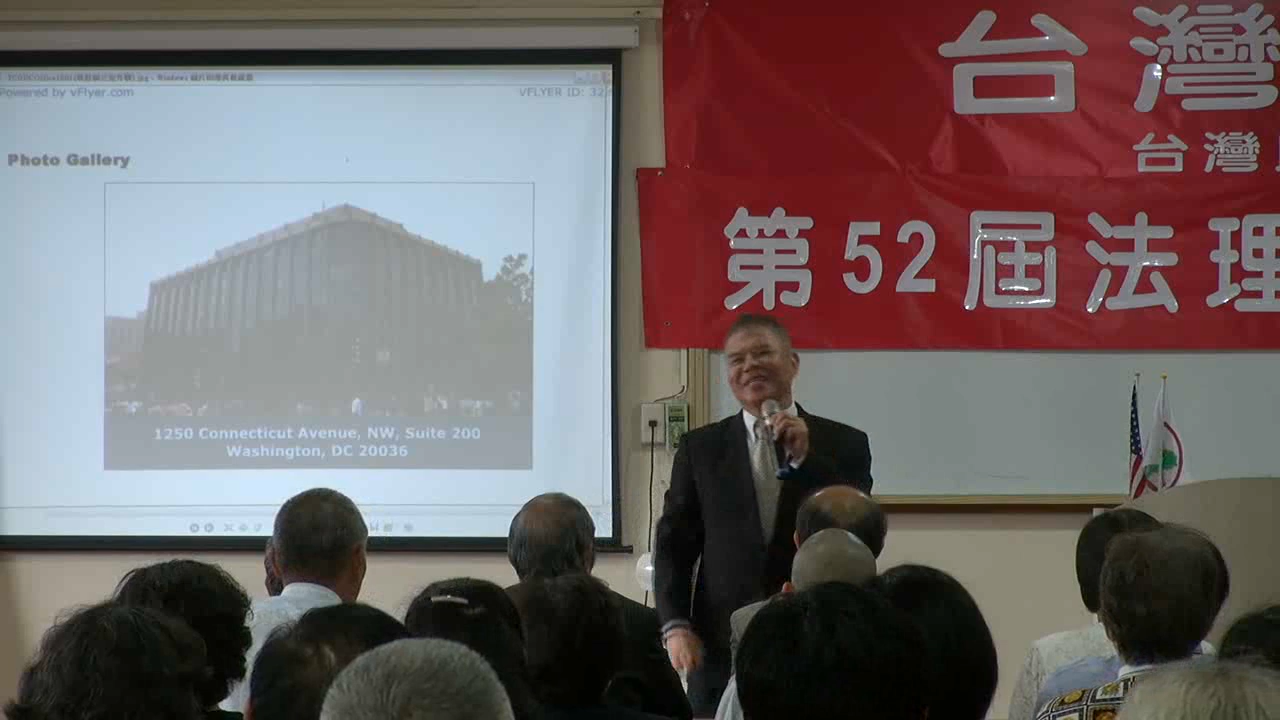 Powered by vFlyer.com
VFLYER ID: 32
Photo Gallery
1250 Connecticut Avenue, NW, Suite 200
Washington, DC 20036
台灣
台灣
第52屆法理